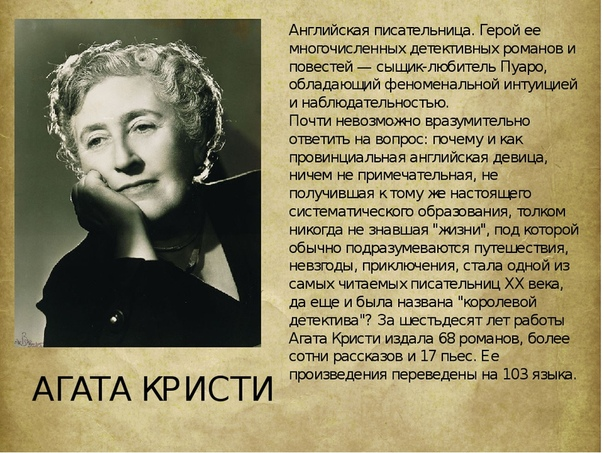 Английская писательница. Герой ее
многочисленных детективных романов и
повестей — сыщик-любитель Пуаро,
обладающий феноменальной интуицией
и наблюдательностью.
Почти невозможно вразумительно
ответить на вопрос: почему и как
провинциальная английская девица,
ничем не примечательная, не
получившая к тому же настоящего
систематического образования, толком
никогда не знавшая "жизни", под которой
обычно подразумеваются путешествия,
невзгоды, приключения, стала одной из
самых читаемых писательниц XX века,
да еще и была названа "королевой
детектива"? За шестьдесят лет работы
Агата Кристи издала 68 романов, более
сотни рассказов и 17 пьес. Ее
произведения переведены на 103 языка.
АГАТА КРИСТИ